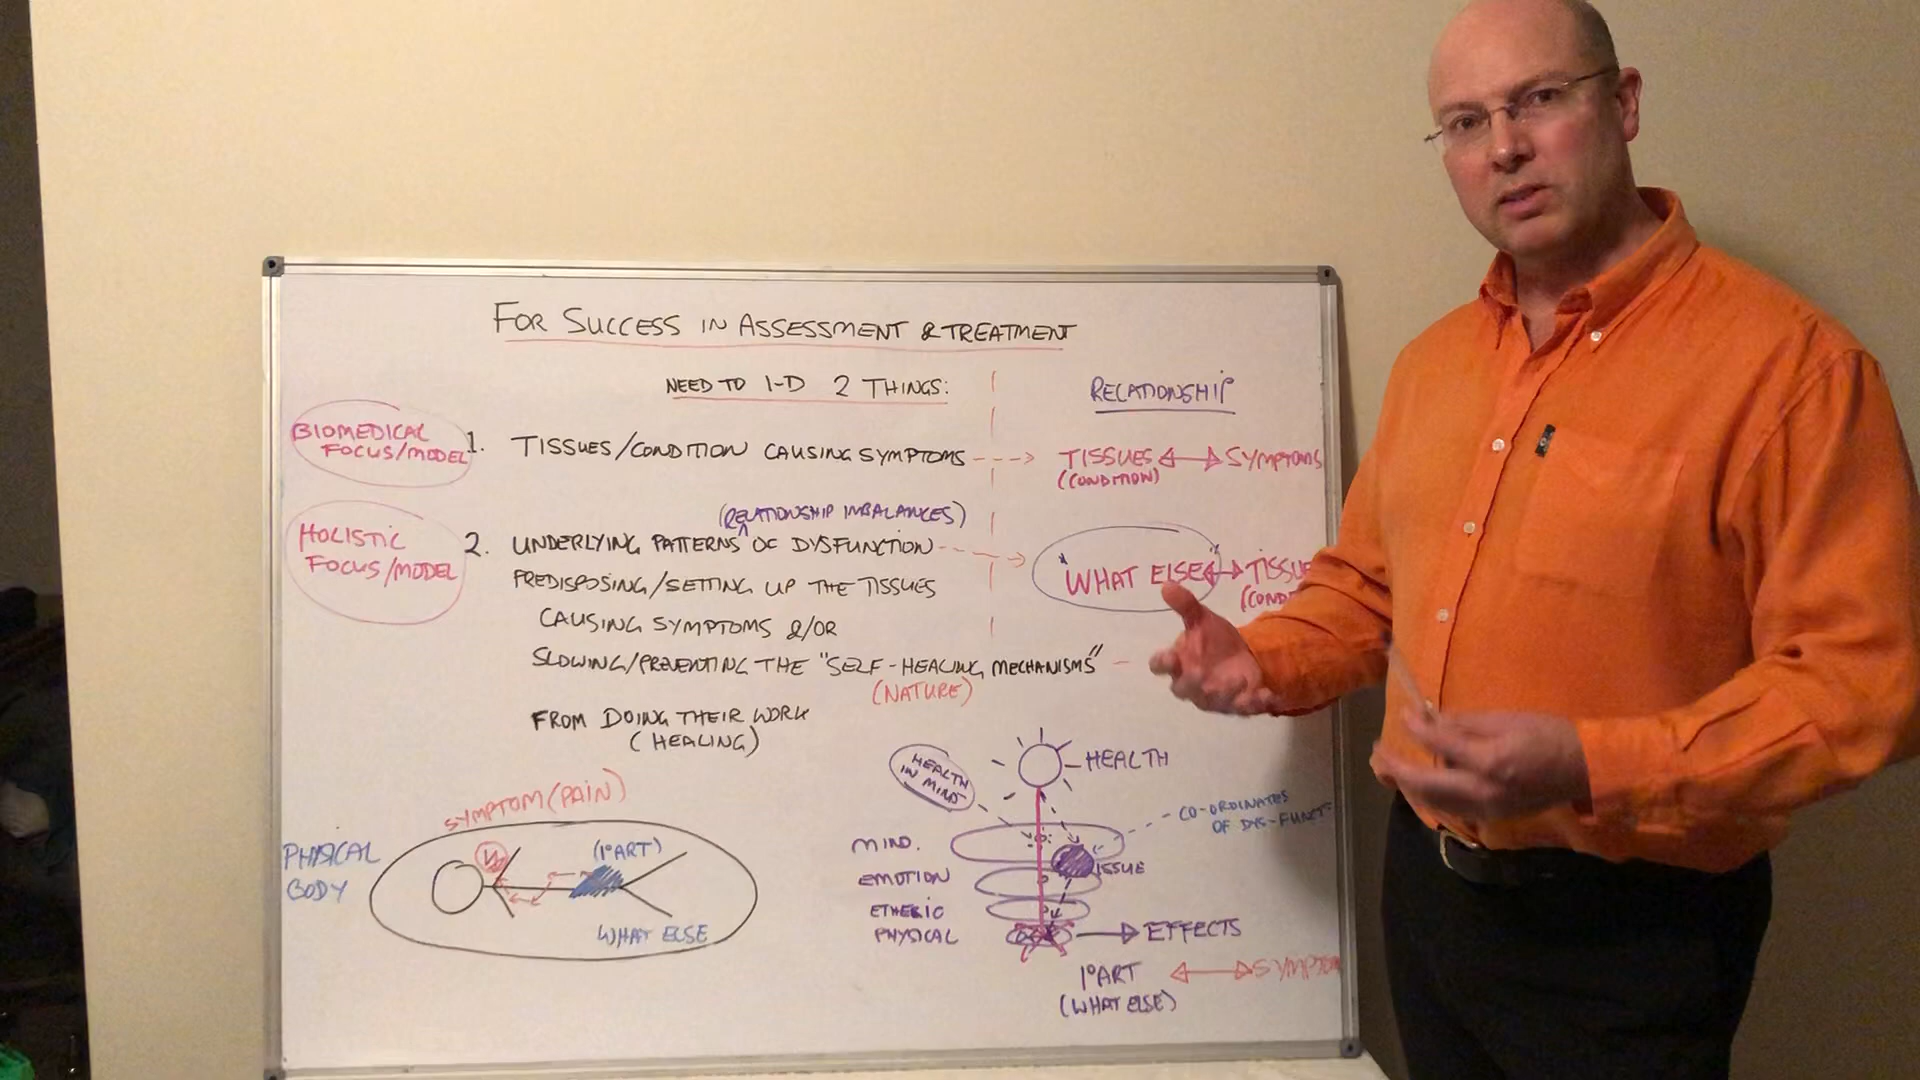 FOR SUCCESS IN ASSESSMENT & TREATMENT
NEED TO I-D 2 THINGS:
RELATIONSHIP
BIOMEDICAL
FOCUS/MODEL
1. TISSUES/CONDITION CAUSING SYMPTOMS
TISSUES SYMPTOMS
(CONDITION)
(RELATIONSHIP IMBALANCES)
HOLISTIC
FOCUS/MODEL
2. UNDERLYING PATTERNS OF DYSFUNCTION
PREDISPOSING/SETTING UP THE TISSUES
CAUSING SYMPTOMS &/OR
SLOWING/PREVENTING THE "SELF-HEALING MECHANISMS"
(NATURE)
FROM DOING THEIR WORK
(HEALING)
"WHAT ELSE" TISSUE
(COND
SYMPTOM (PAIN)
PHYSICAL
BODY
(1° ART)
WHAT ELSE
HEALTH
IN MIND
HEALTH
CO-ORDINATES
OF DYS-FUNCT
MIND.
ISSUE
EMOTION
ETHERIC
PHYSICAL
EFFECTS
1° ART SYMPTOM
(WHAT ELSE)